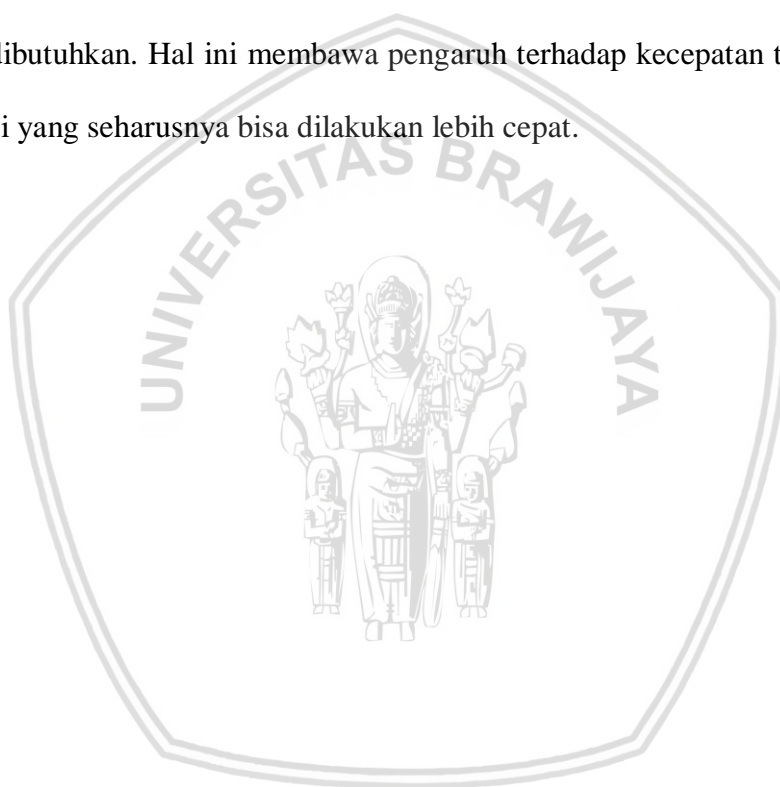 dibutuhkan. Hal ini membawa pengaruh terhadap kecepatan
yang seharusnya bisa dilakukan lebih cepat.
UNIVERSITAS BRAWIJAYA